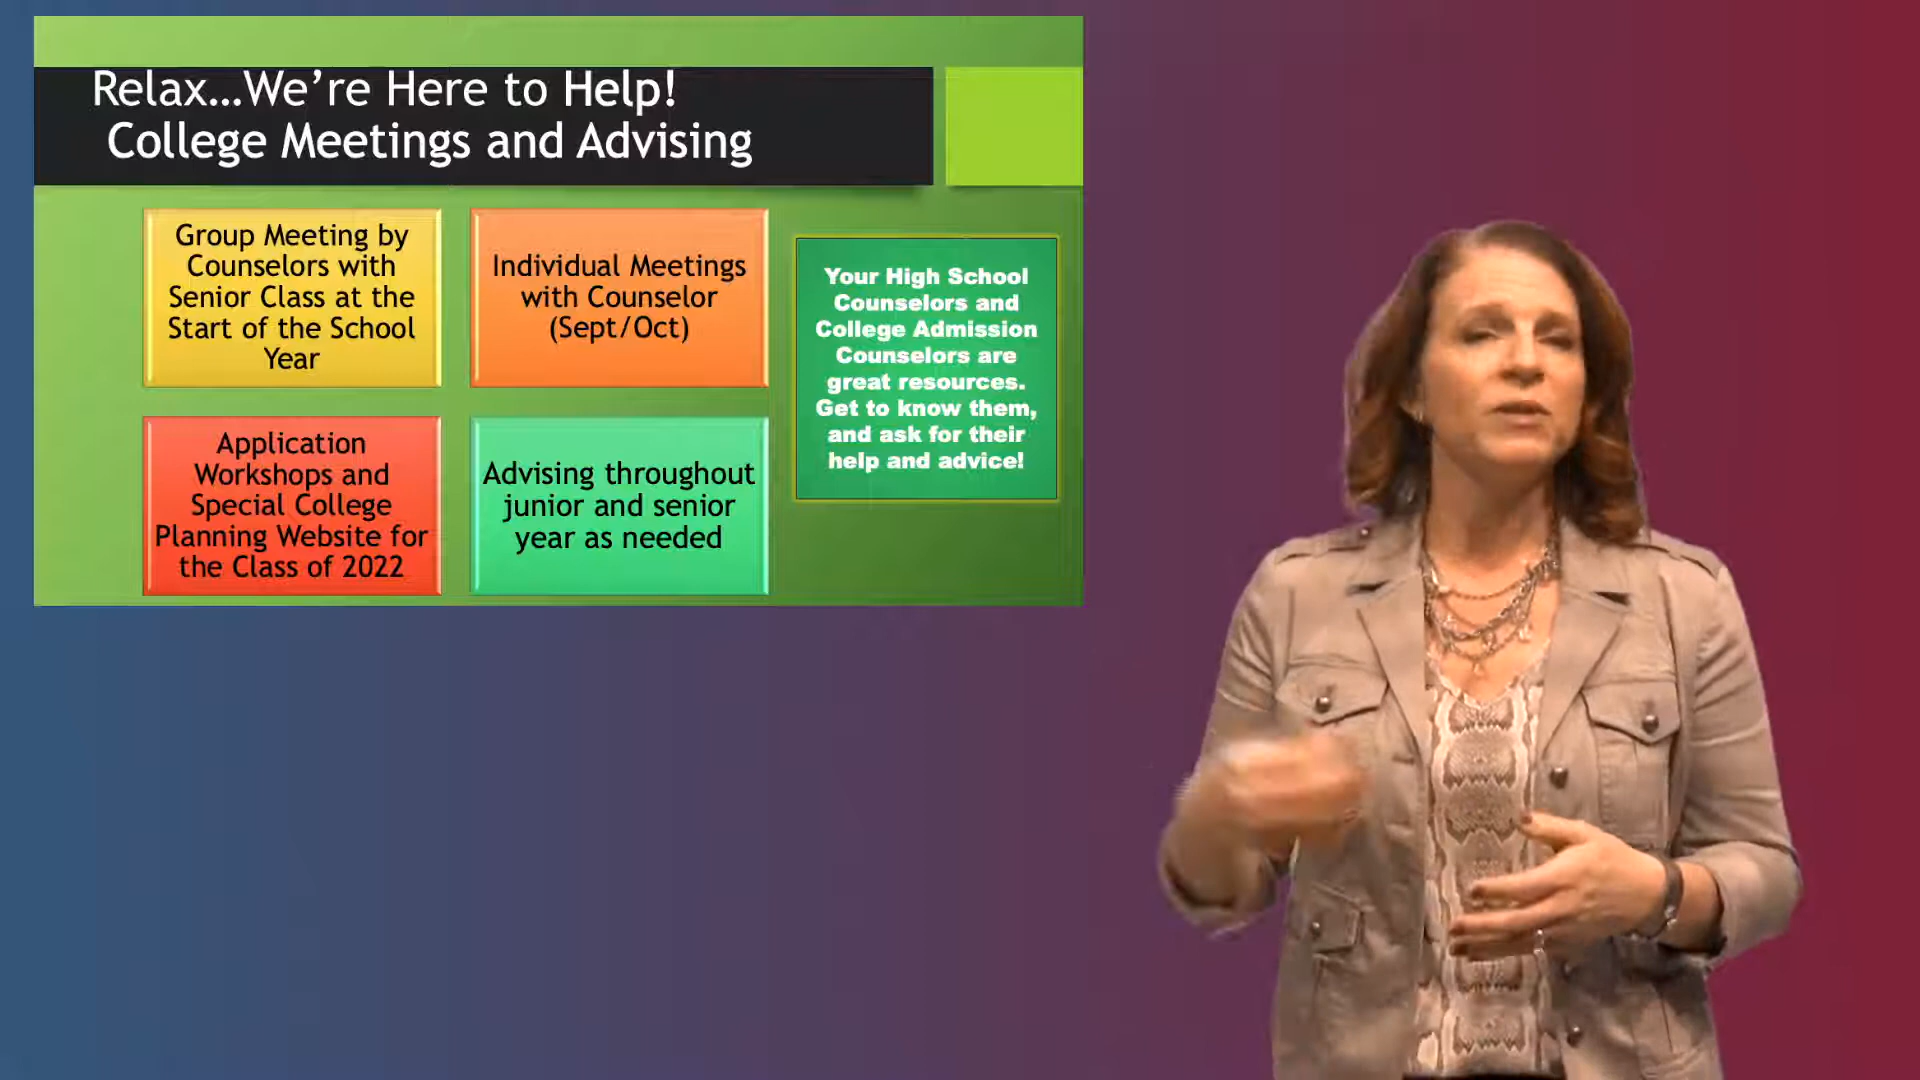 Relax...We're Here to Help!
College Meetings and Advising
Group Meeting by
Counselors with
Senior Class at the
Start of the School
Year
Individual Meetings
with Counselor
(Sept/Oct)
Application
Workshops and
Special College
Planning Website for
the Class of 2022
Advising throughout
junior and senior
year as needed
Your High School
Counselors and
College Admission
Counselors are
great resources.
Get to know them,
and ask for their
help and advice!